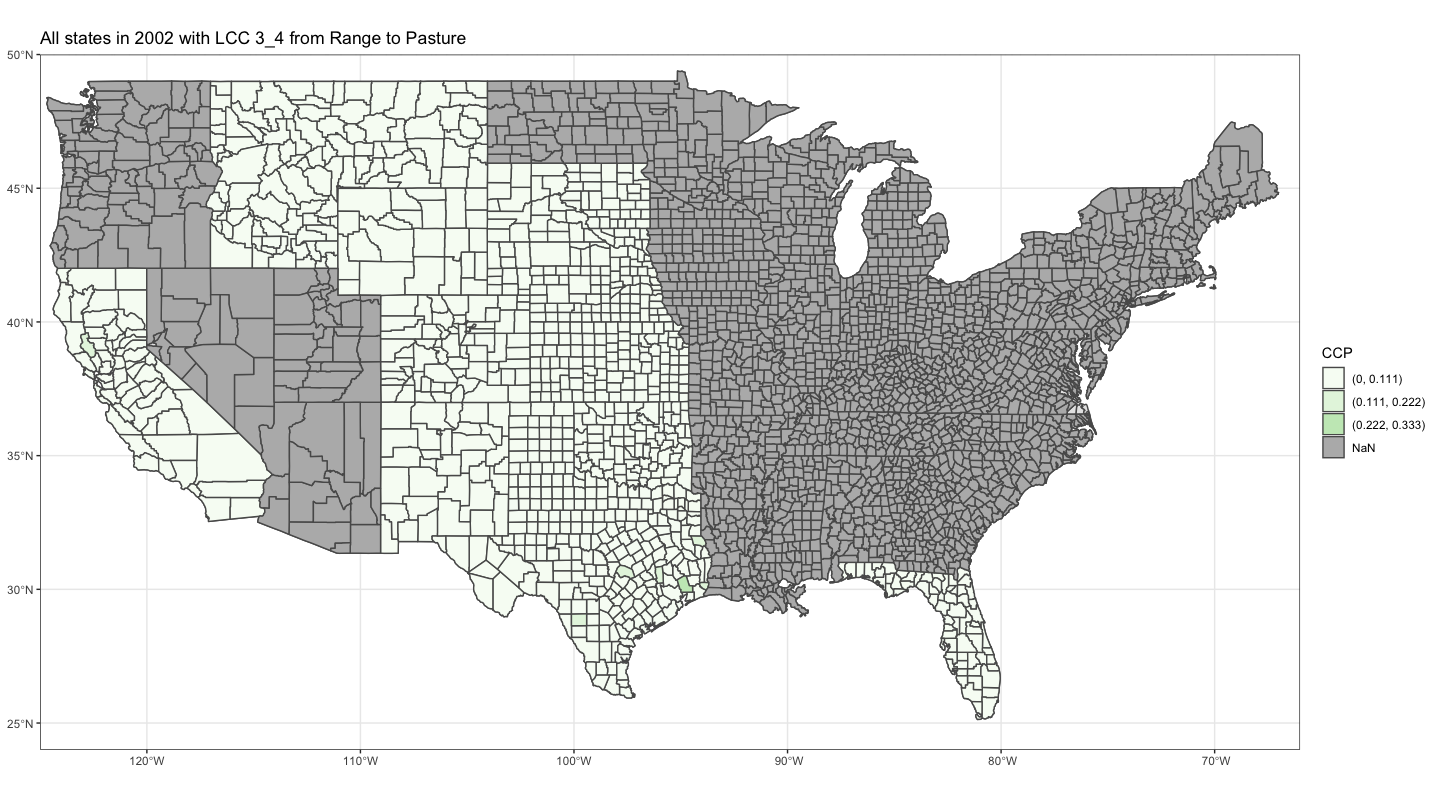 All states in 2002 with LCC 3_4 from Range to Pasture
50°N
45°N
40°N
35°N
30°N
25°N
120°W
110°W
100°W
90°W
80°W
70°W
CCP
(0, 0.111)
(0.111, 0.222)
(0.222, 0.333)
NaN